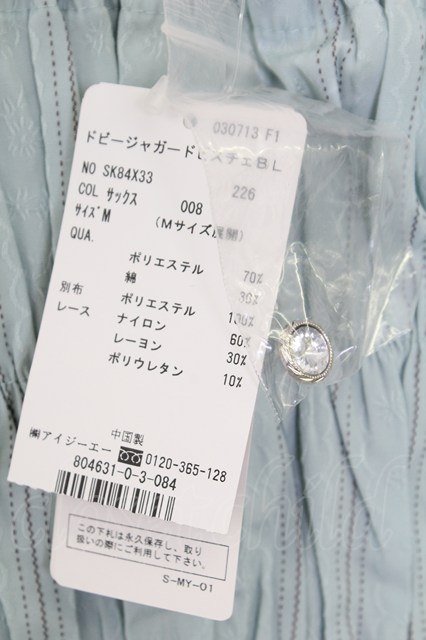 030713 F1
ドビージャガードビスチェBL
NO SK84X33 226
COL サックス 008
サイズ M (Mサイズ展開)
QUA.
ポリエステル 70%
綿 30%
別布 ポリエステル 100%
レース ナイロン 60%
レーヨン 30%
ポリウレタン 10%
中国製
㈱アイジーエー 0120-365-128
804631-0-3-084
この下札は永久保存し、取り
扱いの際にご利用して下さい。
S-MY-01